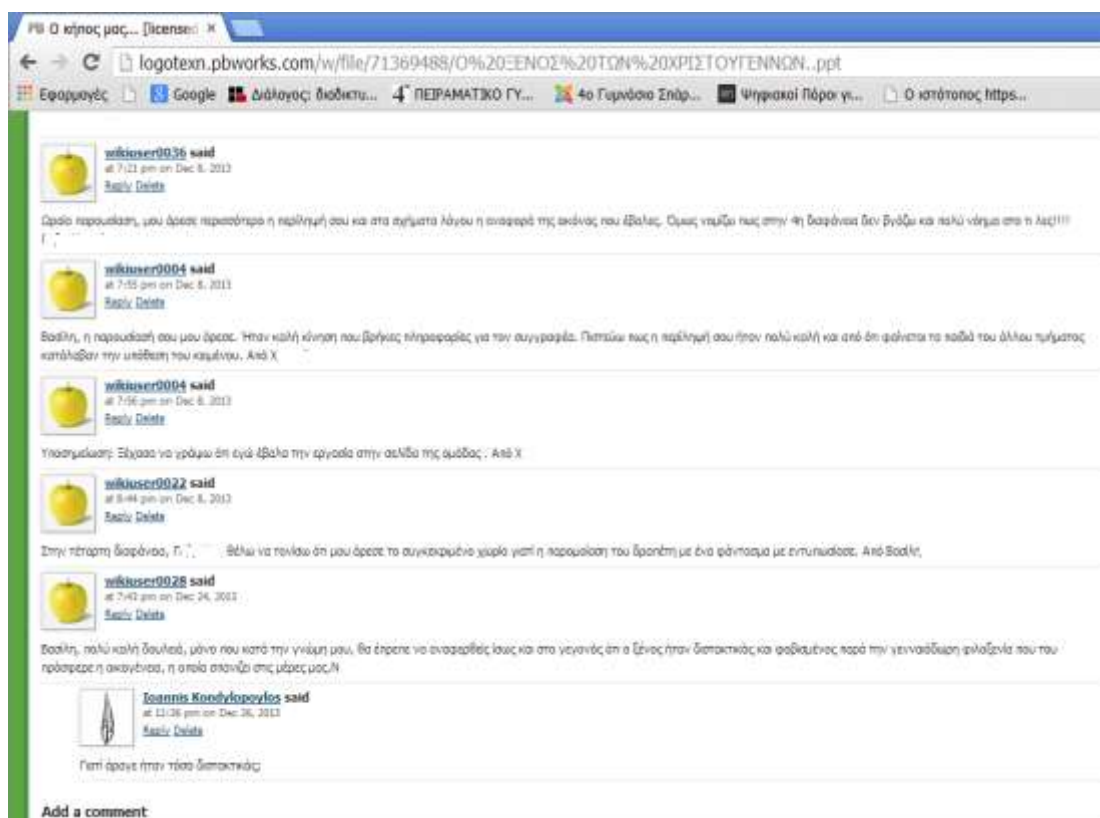 Ο κήπος μας... [licensed
logotexn.pbworks.com/w/file/71369488/Ο%20ΞΕΝΟΣ%20ΤΩΝ%20ΧΡΙΣΤΟΥΓΕΝΝΩΝ..ppt
Εφαρμογές Google Διάλογος: διαδικτυ... 4 ΠΕΙΡΑΜΑΤΙΚΟ ΓΥ... 4ο Γυμνάσιο Σπάρ... Ψηφιακοί Πόροι γι... Ο ιστότοπος https...
wikiuser0036 said
at 7:21 pm on Dec 8, 2013
Reply Delete
Ωραία παρουσίαση, μου άρεσε περισσότερο η περίληψή σου και στα σχήματα λόγου η αναφορά της εικόνας που έβαλες. Όμως νομίζω πως στην 4η διαφάνεια δεν βγάζω και πολύ νόημα στο τι λες!!!!
wikiuser0004 said
at 7:55 pm on Dec 8, 2013
Reply Delete
Βασίλη, η παρουσίασή σου μου άρεσε. Ήταν καλή κίνηση που βρήκες πληροφορίες για τον συγγραφέα. Πιστεύω πως η περίληψή σου ήταν πολύ καλή και από ότι φαίνεται τα παιδιά του άλλου τμήματος
κατάλαβαν την υπόθεση του κειμένου. Από Χ
wikiuser0004 said
at 7:56 pm on Dec 8, 2013
Reply Delete
Υποσημείωση: Ξέχασα να γράψω ότι εγώ έβαλα την εργασία στην σελίδα της ομάδας . Από Χ
wikiuser0022 said
at 8:44 pm on Dec 8, 2013
Reply Delete
Στην τέταρτη διαφάνεια, Γ. θέλω να τονίσω ότι μου άρεσε το συγκεκριμένο χωρίο γιατί η παρομοίωση του δραπέτη με ένα φάντασμα με εντυπωσίασε. Από Βασίλη,
wikiuser0028 said
at 7:43 pm on Dec 24, 2013
Reply Delete
Βασίλη, πολύ καλή δουλειά, μόνο που κατά την γνώμη μου, θα έπρεπε να αναφερθείς ίσως και στο γεγονός ότι ο ξένος ήταν διστακτικός και φοβισμένος παρά την γενναιόδωρη φιλοξενία που του
πρόσφερε η οικογένεια, η οποία σπανίζει στις μέρες μας.Ν
Ioannis Kondylopoylos said
at 11:36 pm on Dec 26, 2013
Reply Delete
Γιατί άραγε ήταν τόσο διστακτικός;
Add a comment